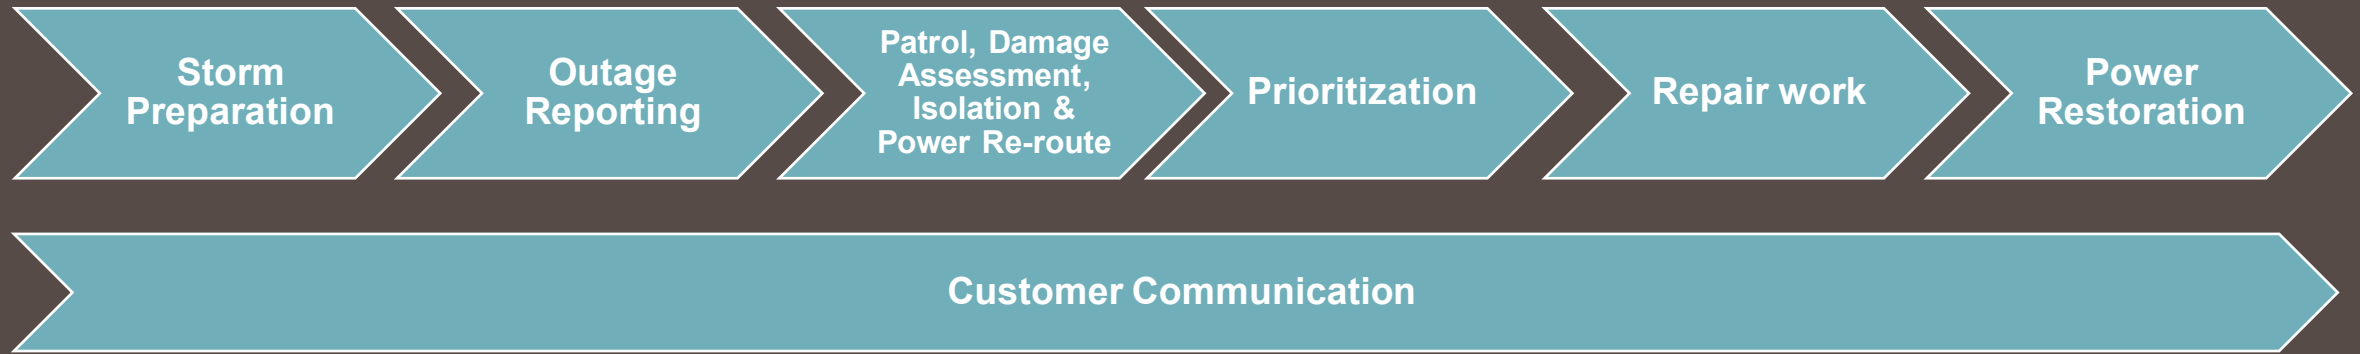 Storm
Preparation
Outage
Reporting
Patrol, Damage
Assessment,
Isolation &
Power Re-route
Prioritization
Repair work
Power
Restoration
Customer Communication